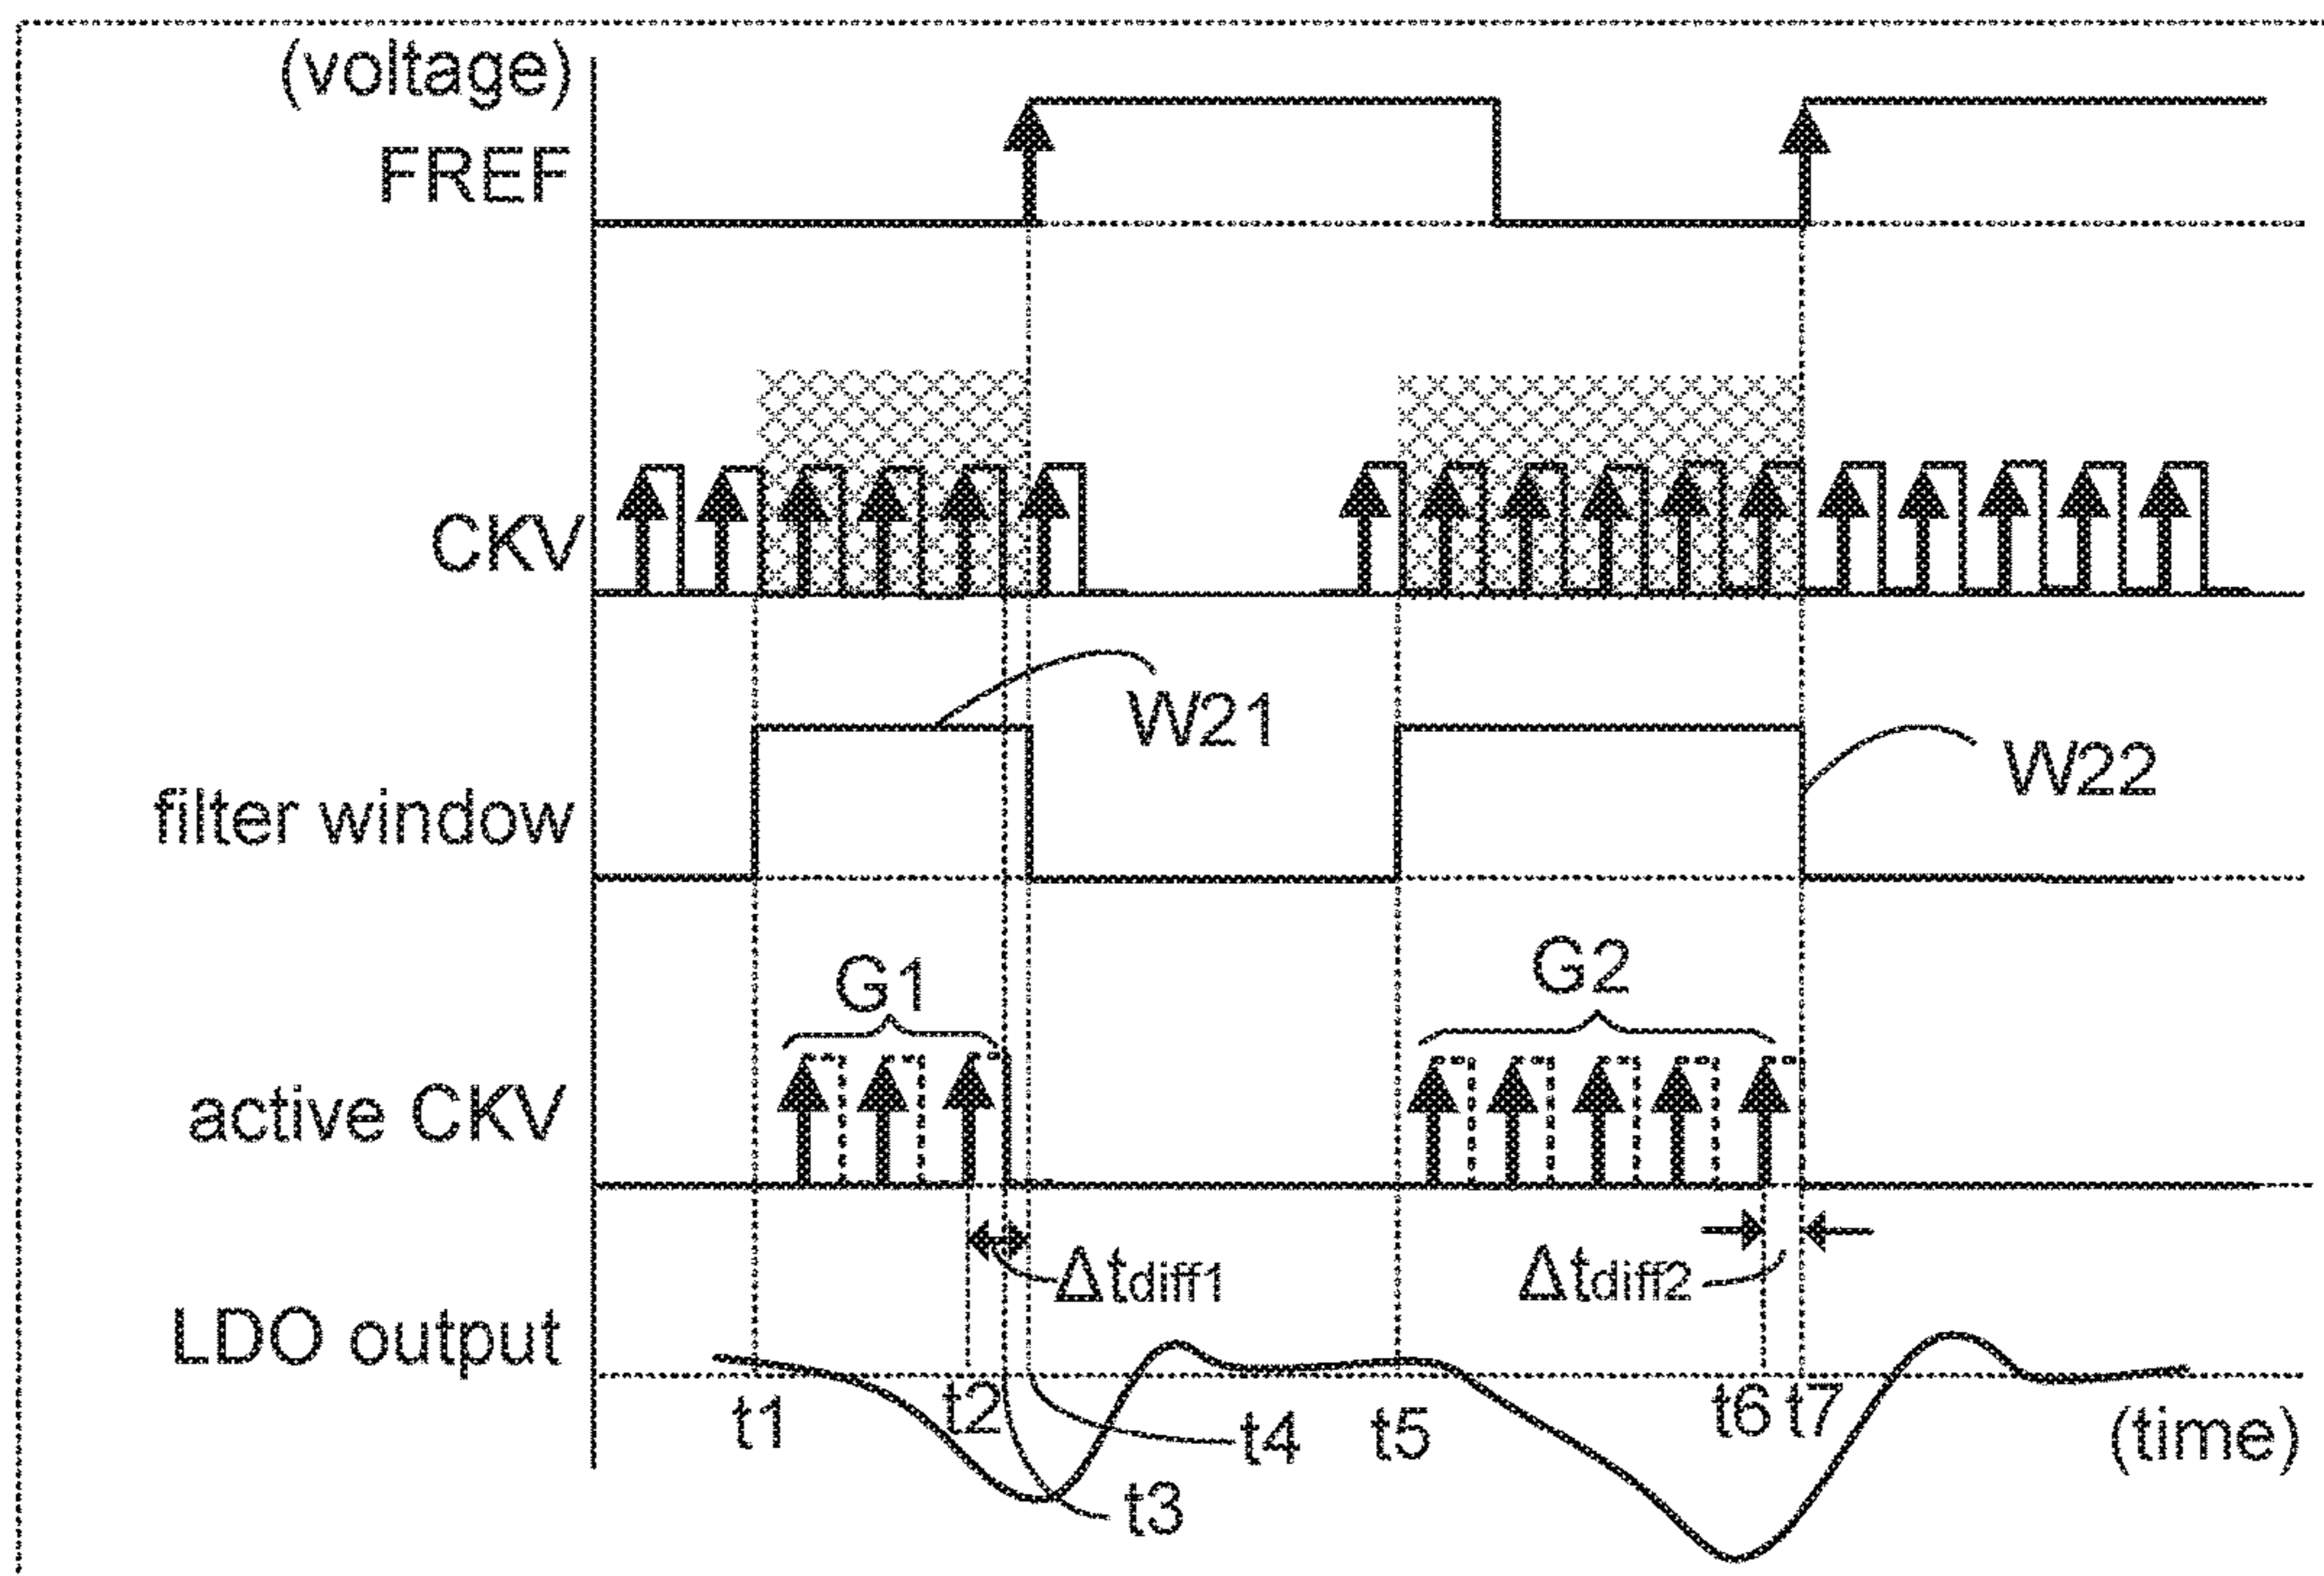 (voltage)
FREF
CKV
W21
W22
filter window
G1
G2
active CKV
Δtdiff1
Δtdiff2
LDO output
t1
t2
t4
t5
t6
t7
(time)
t3